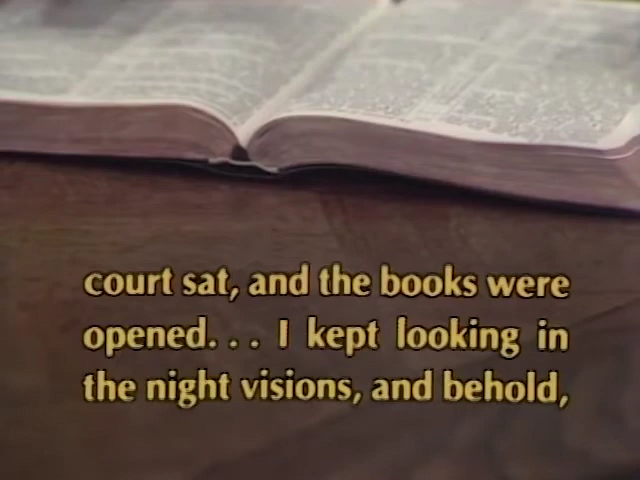 court sat, and the books were
opened. . . I kept looking in
the night visions, and behold,